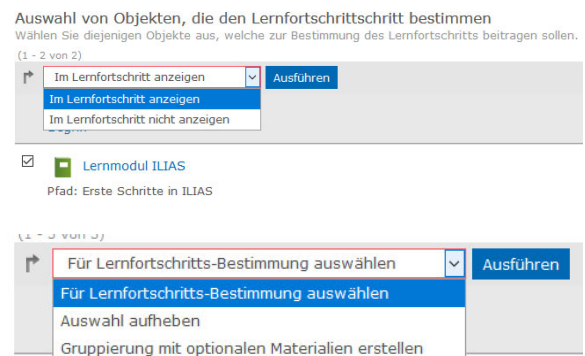 Auswahl von Objekten, die den Lernfortschrittschritt bestimmen
Wählen Sie diejenigen Objekte aus, welche zur Bestimmung des Lernfortschritts beitragen sollen.
(1 - 2 von 2)
Im Lernfortschritt anzeigen Ausführen
Im Lernfortschritt anzeigen
Im Lernfortschritt nicht anzeigen
Lernmodul ILIAS
Pfad: Erste Schritte in ILIAS
(1 - 3 von 3)
Für Lernfortschritts-Bestimmung auswählen Ausführen
Für Lernfortschritts-Bestimmung auswählen
Auswahl aufheben
Gruppierung mit optionalen Materialien erstellen